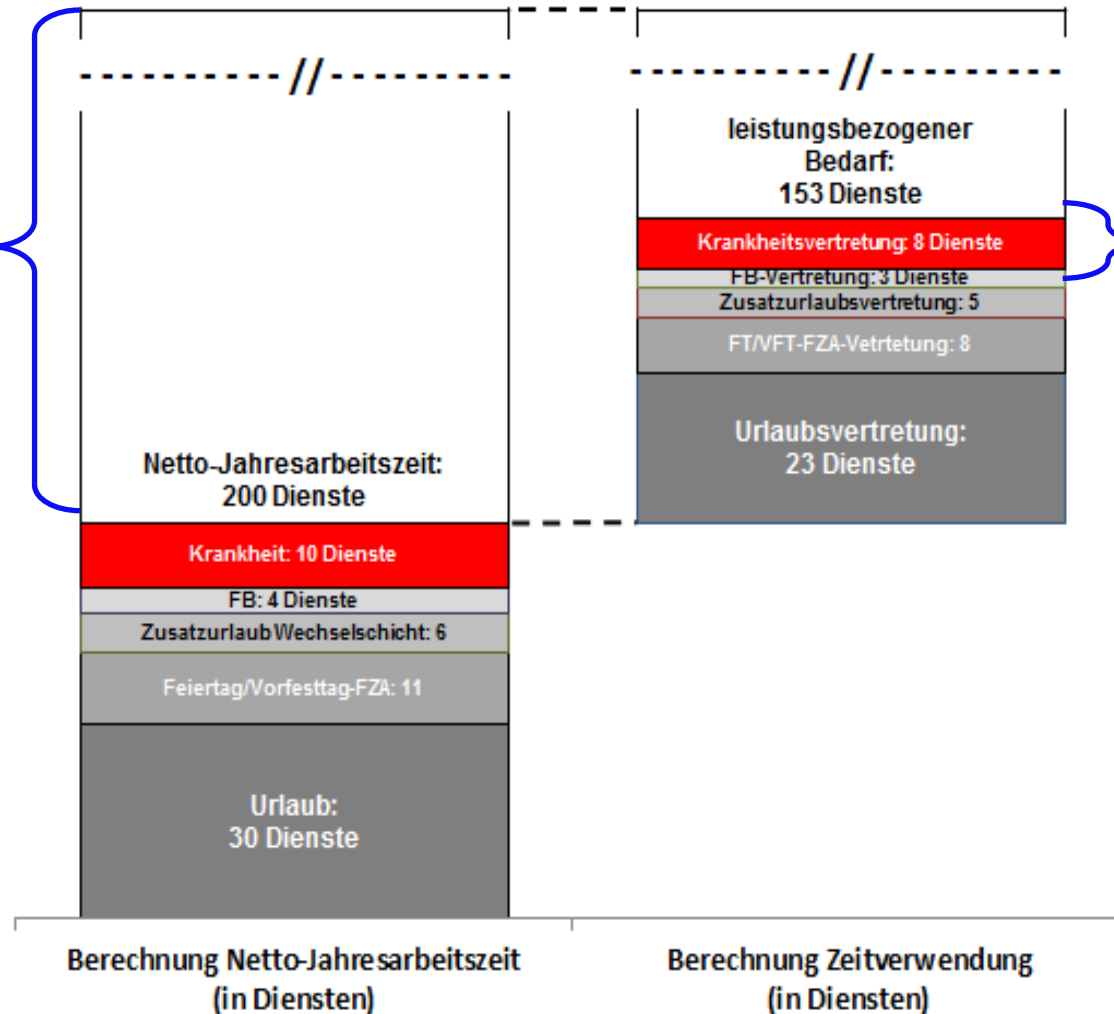 //
//
leistungsbezogener
Bedarf:
153 Dienste
Krankheitsvertretung: 8 Dienste
FB-Vertretung: 3 Dienste
Zusatzurlaubsvertretung: 5
FT/VFT-FZA-Vetrtetung: 8
Urlaubsvertretung:
23 Dienste
Netto-Jahresarbeitszeit:
200 Dienste
Krankheit: 10 Dienste
FB: 4 Dienste
Zusatzurlaub Wechselschicht: 6
Feiertag/Vorfesttag-FZA: 11
Urlaub:
30 Dienste
Berechnung Netto-Jahresarbeitszeit
(in Diensten)
Berechnung Zeitverwendung
(in Diensten)